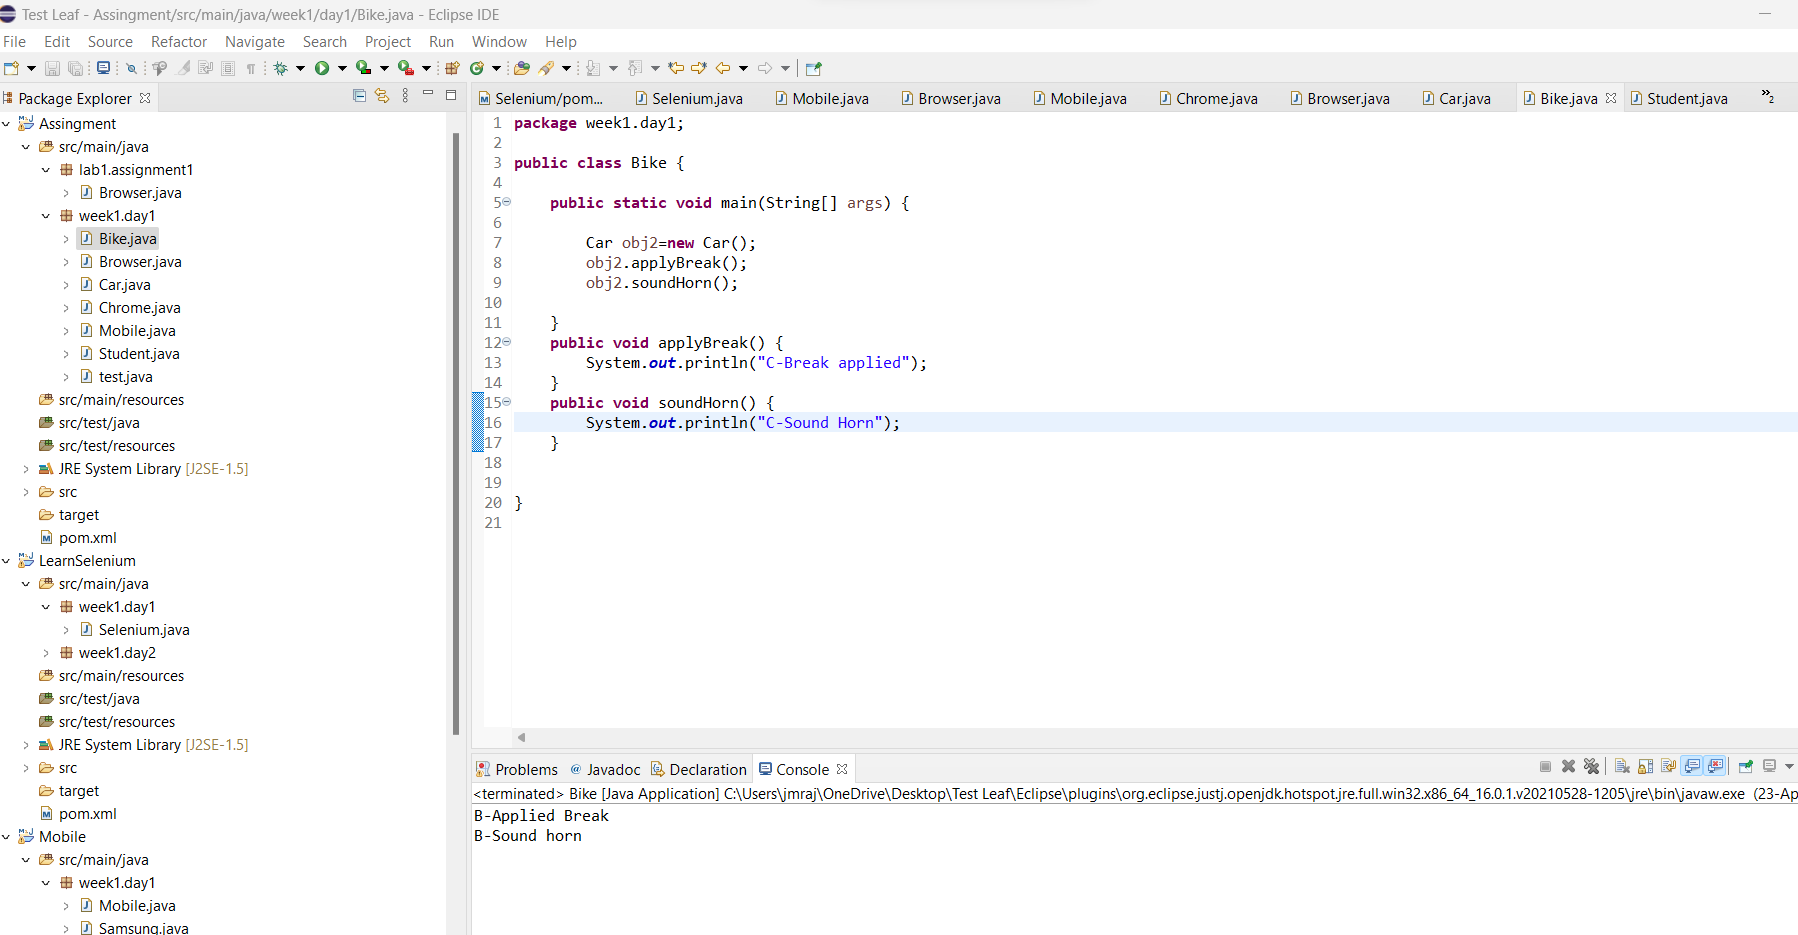 Test Leaf - Assingment/src/main/java/week1/day1/Bike.java - Eclipse IDE
File Edit Source Refactor Navigate Search Project Run Window Help
Package Explorer
Assingment
src/main/java
lab1.assignment1
Browser.java
week1.day1
Bike.java
Browser.java
Car.java
Chrome.java
Mobile.java
Student.java
test.java
src/main/resources
src/test/java
src/test/resources
JRE System Library [J2SE-1.5]
src
target
pom.xml
LearnSelenium
src/main/java
week1.day1
Selenium.java
week1.day2
src/main/resources
src/test/java
src/test/resources
JRE System Library [J2SE-1.5]
src
target
pom.xml
Mobile
src/main/java
week1.day1
Mobile.java
Samsung.java
Selenium/pom... Selenium.java Mobile.java Browser.java Mobile.java Chrome.java Browser.java Car.java Bike.java Student.java »2
1 package week1.day1;
2
3 public class Bike {
4
5 public static void main(String[] args) {
6
7 Car obj2=new Car();
8 obj2.applyBreak();
9 obj2.soundHorn();
10
11 }
12 public void applyBreak() {
13 System.out.println("C-Break applied");
14 }
15 public void soundHorn() {
16 System.out.println("C-Sound Horn");
17 }
18
19
20 }
21
Problems @ Javadoc Declaration Console
<terminated> Bike [Java Application] C:\Users\jmraj\OneDrive\Desktop\Test Leaf\Eclipse\plugins\org.eclipse.justj.openjdk.hotspot.jre.full.win32.x86_64_16.0.1.v20210528-1205\jre\bin\javaw.exe (23-Ap
B-Applied Break
B-Sound horn